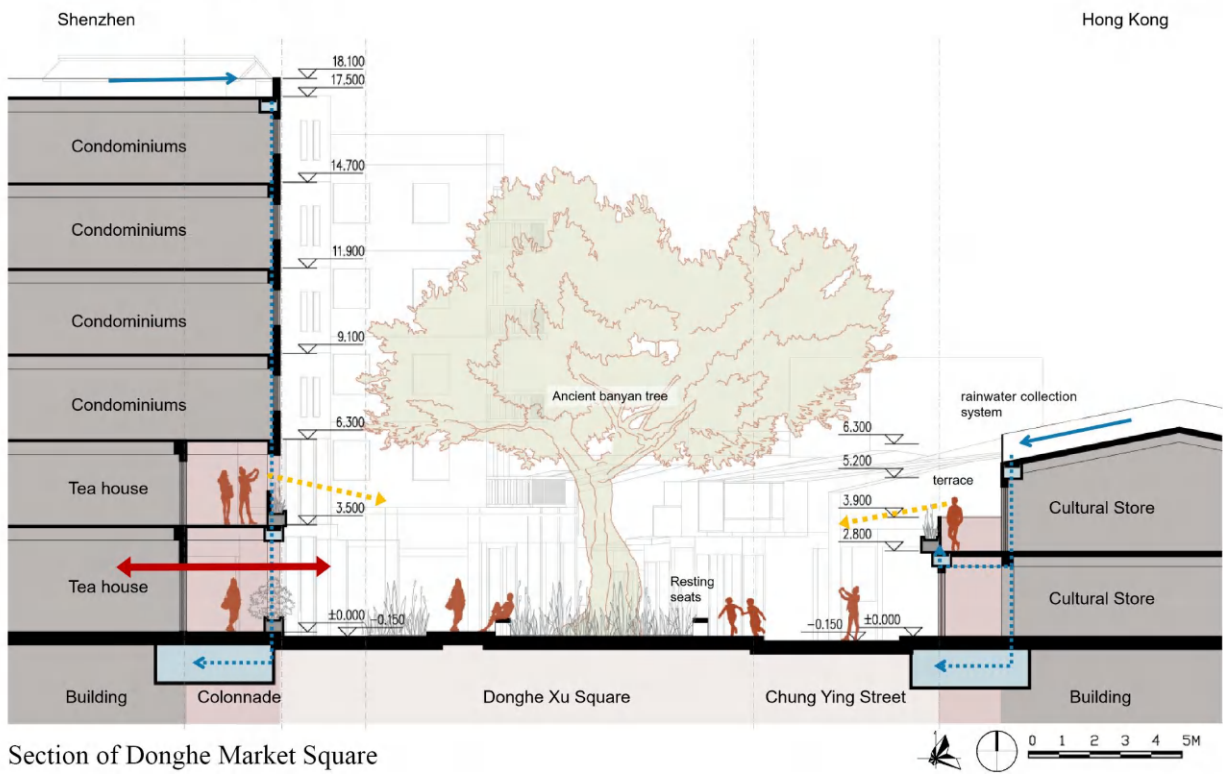 Shenzhen
Hong Kong
18.100
17.500
Condominiums
14.700
Condominiums
11.900
Condominiums
9.100
Condominiums
Ancient banyan tree
rainwater collection
system
6.300
6.300
5.200
terrace
Tea house
3.900
Cultural Store
3.500
2.800
Tea house
Resting
seats
Cultural Store
±0.000
-0.150
-0.150
±0.000
Building
Colonnade
Donghe Xu Square
Chung Ying Street
Building
Section of Donghe Market Square
0 1 2 3 4 5M